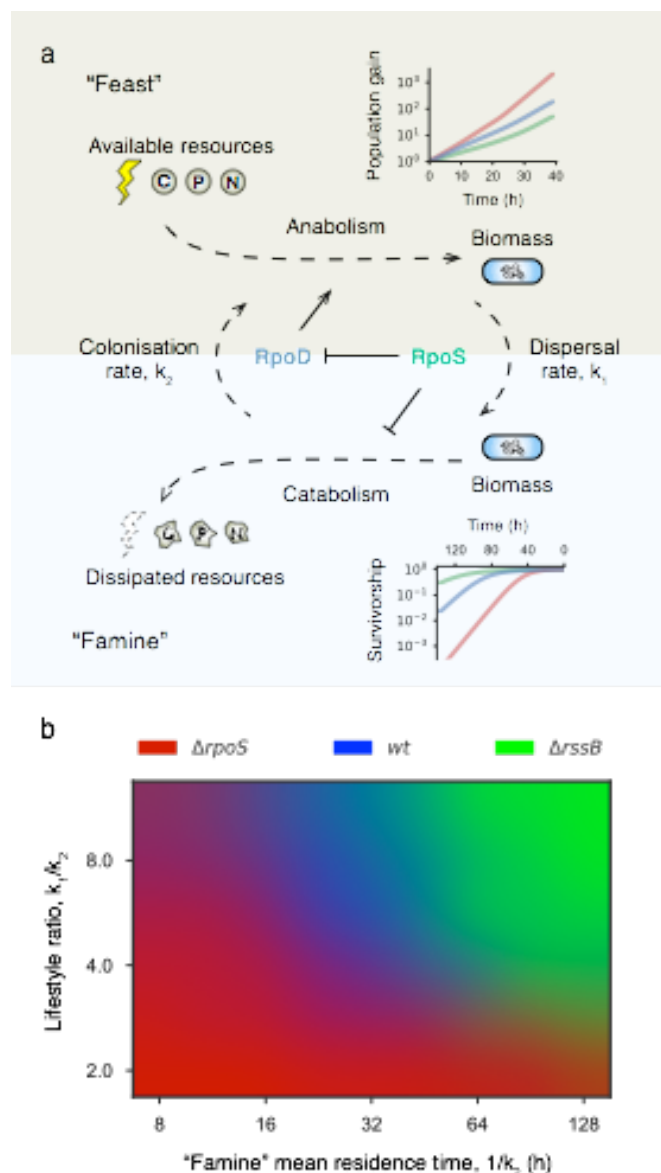 a
"Feast"
Available resources
C P N
Anabolism
Biomass
Population gain
10³
10²
10¹
10⁰
0 10 20 30 40
Time (h)
Colonisation
rate, k₂
RpoD
RpoS
Dispersal
rate, k₁
Biomass
Catabolism
C P N
Dissipated resources
"Famine"
Time (h)
120 80 40 0
Survivorship
10⁰
10⁻¹
10⁻²
10⁻³
b
ΔrpoS wt ΔrssB
Lifestyle ratio, k₁/k₂
8.0
4.0
2.0
8 16 32 64 128
"Famine" mean residence time, 1/k₂ (h)